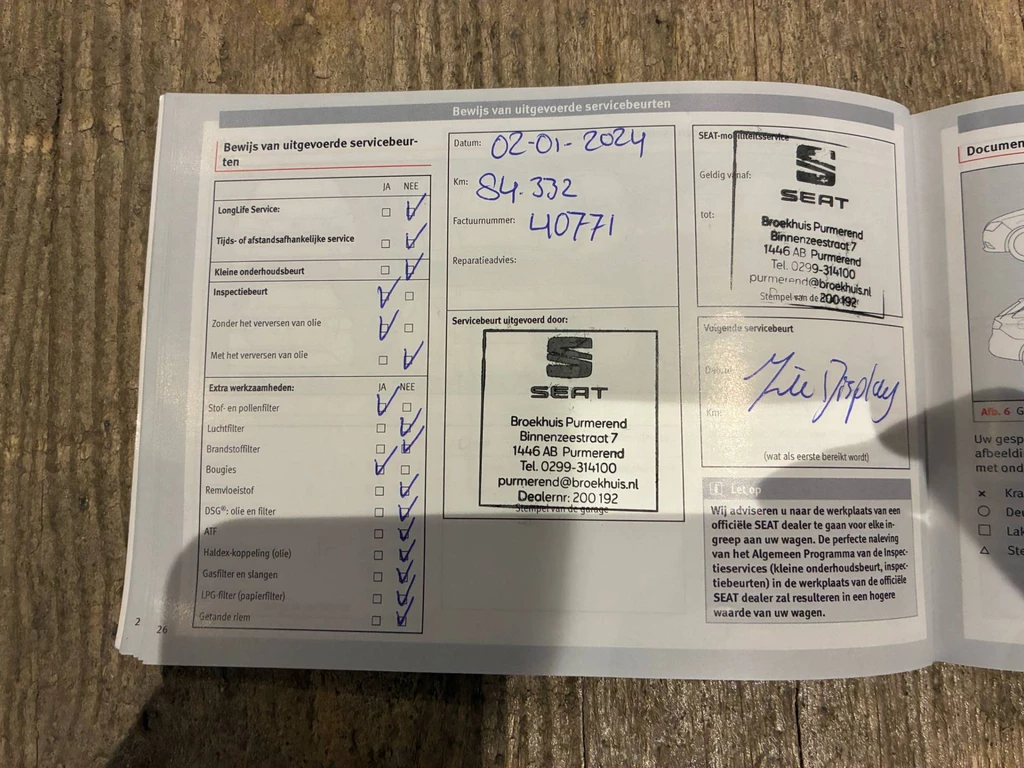 Bewijs van uitgevoerde servicebeurten
Bewijs van uitgevoerde servicebeur-
ten
JA NEE
LongLife Service:
Tijds- of afstandsafhankelijke service
Kleine onderhoudsbeurt
Inspectiebeurt
Zonder het verversen van olie
Met het verversen van olie
Extra werkzaamheden: JA NEE
Stof- en pollenfilter
Luchtfilter
Brandstoffilter
Bougies
Remvloeistof
DSG®: olie en filter
ATF
Haldex-koppeling (olie)
Gasfilter en slangen
LPG-filter (papierfilter)
Getande riem
2
26
Datum: 02-01-2024
Km: 84.332
Factuurnummer: 40771
Reparatieadvies:
Servicebeurt uitgevoerd door:
SEAT
Broekhuis Purmerend
Binnenzeestraat 7
1446 AB Purmerend
Tel. 0299-314100
purmerend@broekhuis.nl
Dealernr: 200 192
Stempel van de garage
SEAT-mobiliteitsservice
Geldig vanaf:
tot:
SEAT
Broekhuis Purmerend
Binnenzeestraat 7
1446 AB Purmerend
Tel. 0299-314100
purmerend@broekhuis.nl
Stempel van de 200 192
Volgende servicebeurt
Datum:
Zie Display
Km:
(wat als eerste bereikt wordt)
i Let op
Wij adviseren u naar de werkplaats van een
officiële SEAT dealer te gaan voor elke in-
greep aan uw wagen. De perfecte naleving
van het Algemeen Programma van de Inspec-
tieservices (kleine onderhoudsbeurt, inspec-
tiebeurten) in de werkplaats van de officiële
SEAT dealer zal resulteren in een hogere
waarde van uw wagen.
Documen
Afb. 6 G
Uw gesp
afbeeldi
met ond
× Kra
○ Deu
□ Lak
△ Ste